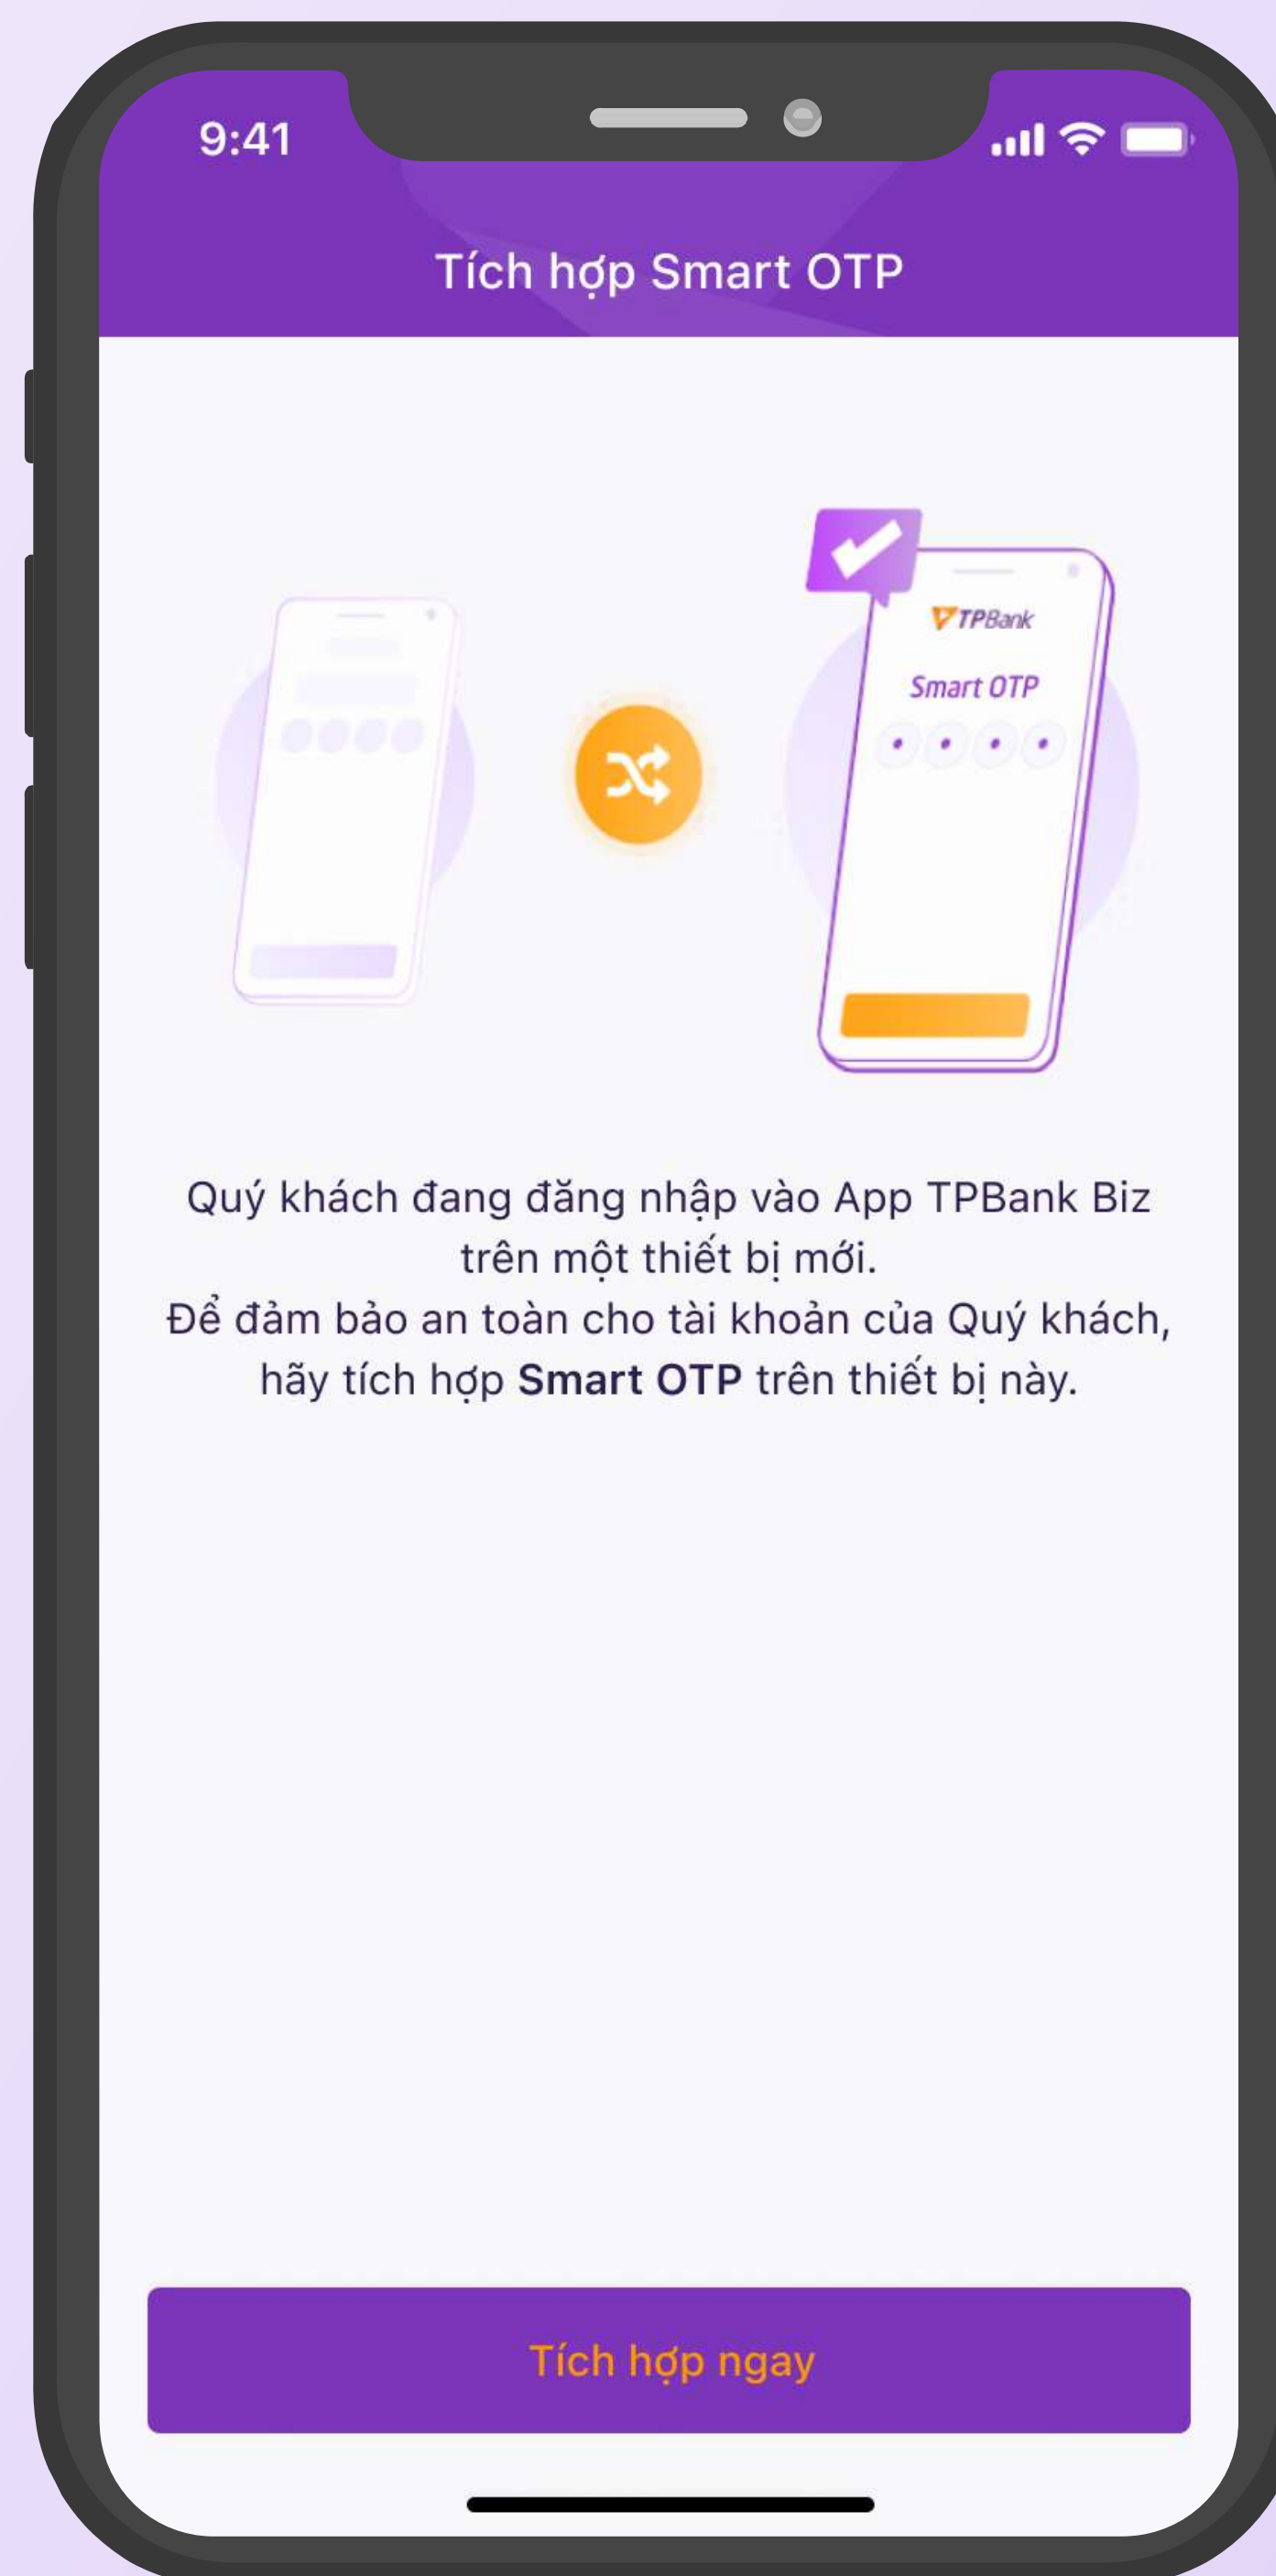 9:41
Tích hợp Smart OTP
TPBank
Smart OTP
Quý khách đang đăng nhập vào App TPBank Biz
trên một thiết bị mới.
Để đảm bảo an toàn cho tài khoản của Quý khách,
hãy tích hợp Smart OTP trên thiết bị này.
Tích hợp ngay